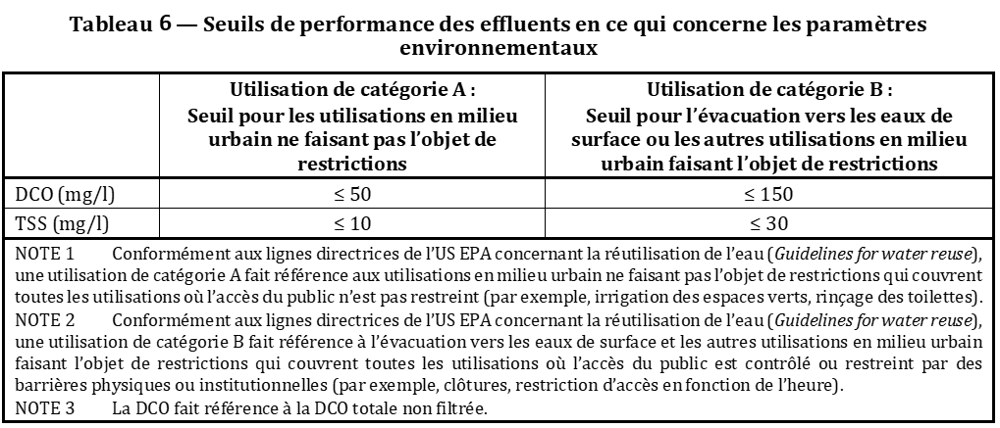 Tableau 6 — Seuils de performance des effluents en ce qui concerne les paramètres
environnementaux
Utilisation de catégorie A :
Seuil pour les utilisations en milieu
urbain ne faisant pas l’objet de
restrictions
Utilisation de catégorie B :
Seuil pour l’évacuation vers les eaux de
surface ou les autres utilisations en milieu
urbain faisant l’objet de restrictions
DCO (mg/l) ≤ 50 ≤ 150
TSS (mg/l) ≤ 10 ≤ 30
NOTE 1 Conformément aux lignes directrices de l’US EPA concernant la réutilisation de l’eau (Guidelines for water reuse),
une utilisation de catégorie A fait référence aux utilisations en milieu urbain ne faisant pas l’objet de restrictions qui couvrent
toutes les utilisations où l’accès du public n’est pas restreint (par exemple, irrigation des espaces verts, rinçage des toilettes).
NOTE 2 Conformément aux lignes directrices de l’US EPA concernant la réutilisation de l’eau (Guidelines for water reuse),
une utilisation de catégorie B fait référence à l’évacuation vers les eaux de surface et les autres utilisations en milieu urbain
faisant l’objet de restrictions qui couvrent toutes les utilisations où l’accès du public est contrôlé ou restreint par des
barrières physiques ou institutionnelles (par exemple, clôtures, restriction d’accès en fonction de l’heure).
NOTE 3 La DCO fait référence à la DCO totale non filtrée.